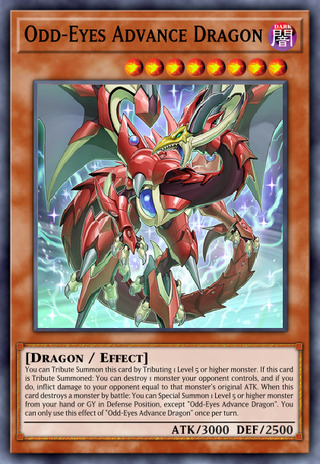 Odd-Eyes Advance Dragon
DARK
闇
[Dragon / Effect]
You can Tribute Summon this card by Tributing 1 Level 5 or higher monster. If this card
is Tribute Summoned: You can destroy 1 monster your opponent controls, and if you
do, inflict damage to your opponent equal to that monster's original ATK. When this
card destroys a monster by battle: You can Special Summon 1 Level 5 or higher monster
from your hand or GY in Defense Position, except "Odd-Eyes Advance Dragon". You can
only use this effect of "Odd-Eyes Advance Dragon" once per turn.
ATK/3000 DEF/2500